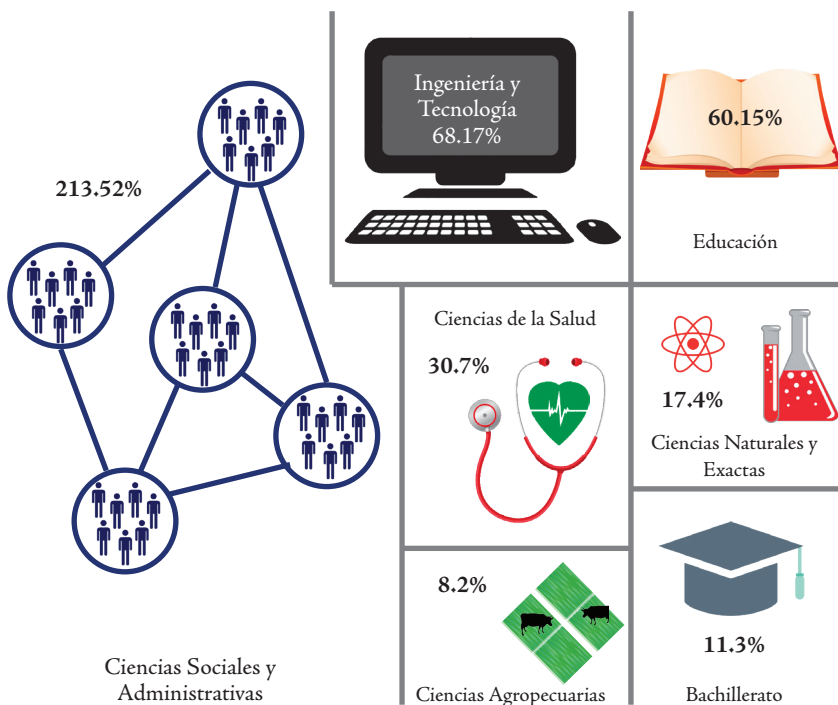 213.52%
Ciencias Sociales y
Administrativas
Ingeniería y
Tecnología
68.17%
60.15%
Educación
Ciencias de la Salud
30.7%
17.4%
Ciencias Naturales y
Exactas
8.2%
Ciencias Agropecuarias
11.3%
Bachillerato